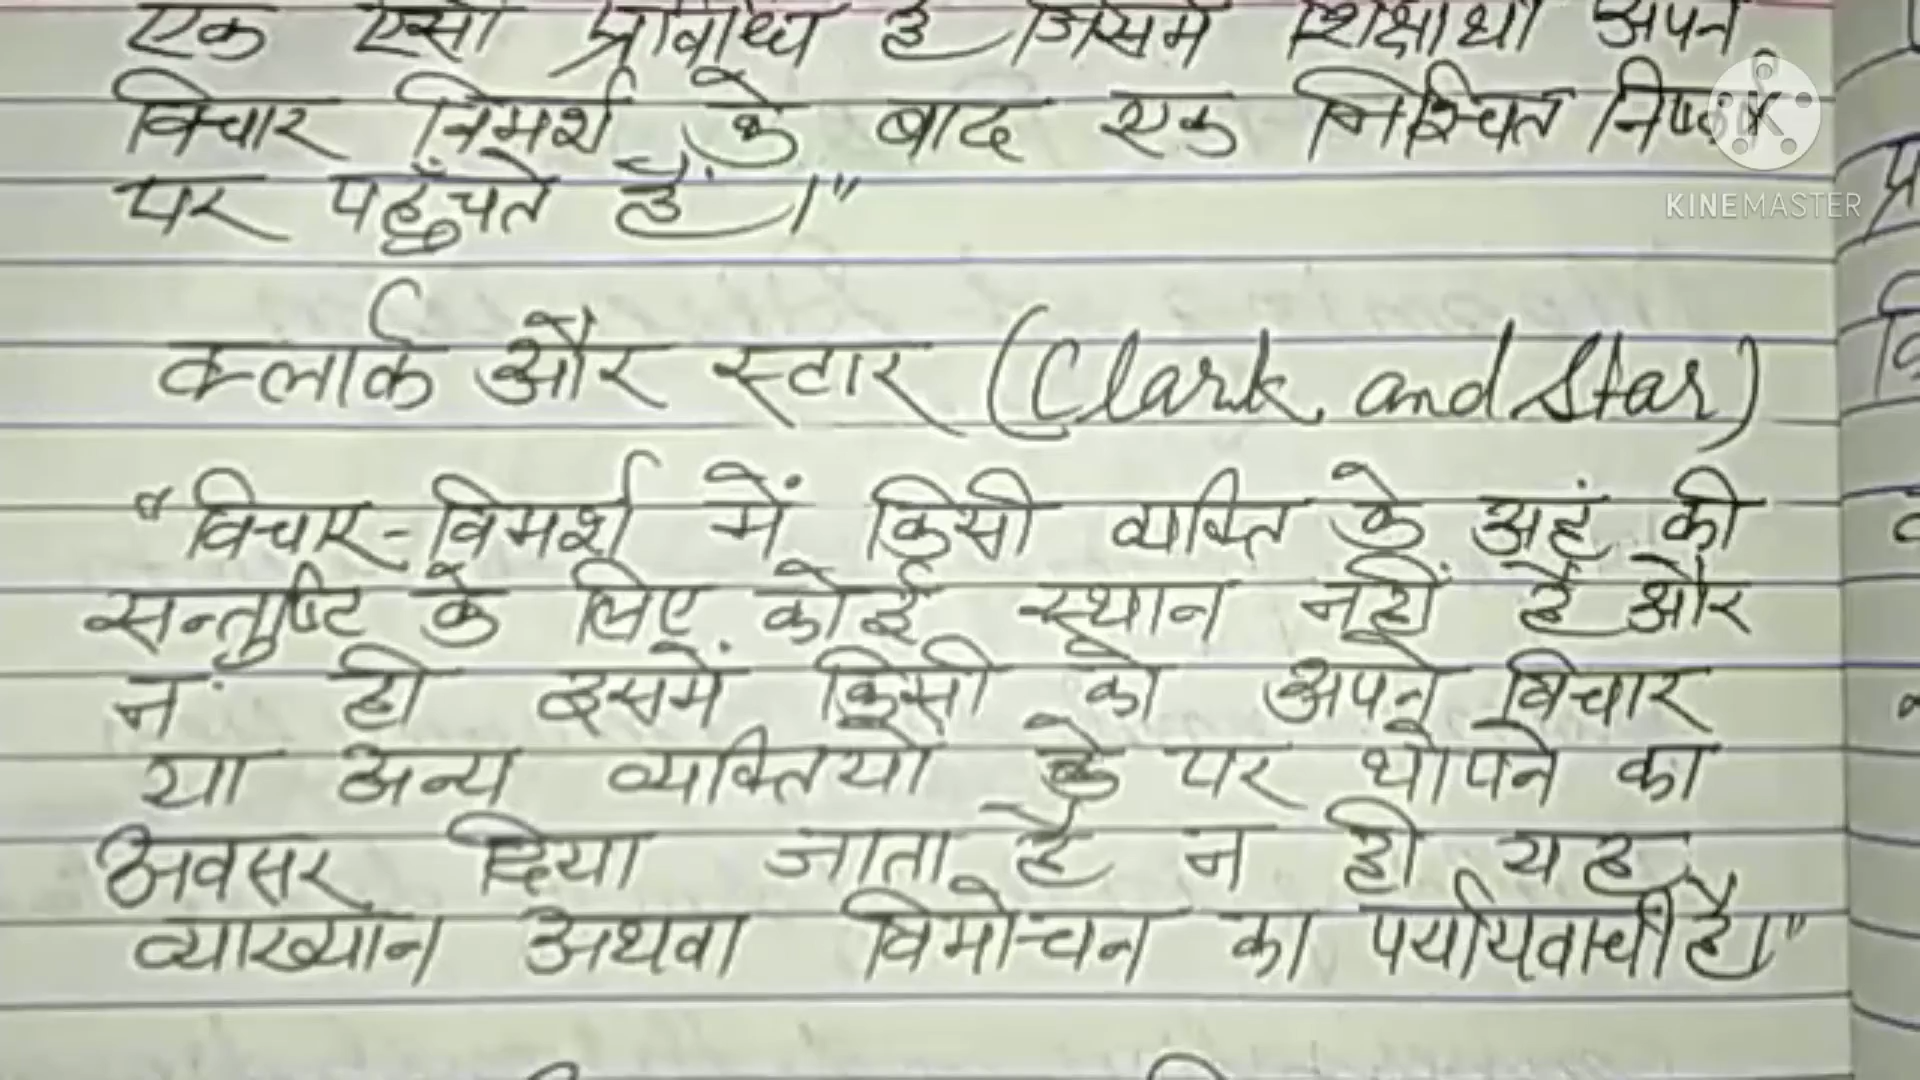 एक ऐसी प्रविधि है जिसमें शिक्षार्थी अपने
विचार विमर्श के बाद एक निश्चित निष्कर्ष
पर पहुँचते हैं।"
क्लार्क और स्टार (Clark and Star)
"विचार-विमर्श में किसी व्यक्ति के अहं की
सन्तुष्टि के लिए कोई स्थान नहीं है और
न ही इसमें किसी को अपने विचार
या अन्य व्यक्तियों के पर थोपने का
अवसर दिया जाता है न ही यह
व्याख्यान अथवा विमोचन का पर्यायवाची है।"
KINEMASTER